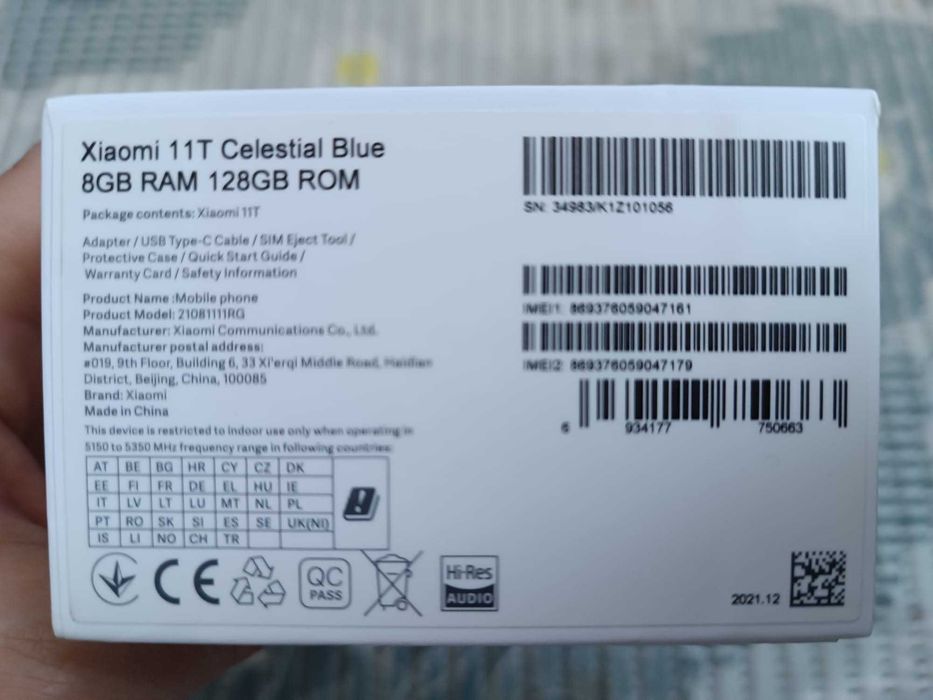 Xiaomi 11T Celestial Blue
8GB RAM 128GB ROM
Package contents: Xiaomi 11T
Adapter / USB Type-C Cable / SIM Eject Tool /
Protective Case / Quick Start Guide /
Warranty Card / Safety Information
Product Name :Mobile phone
Product Model: 21081111RG
Manufacturer: Xiaomi Communications Co., Ltd.
Manufacturer postal address:
#019, 9th Floor, Building 6, 33 Xi'erqi Middle Road, Haidian
District, Beijing, China, 100085
Brand: Xiaomi
Made in China
This device is restricted to indoor use only when operating in
5150 to 5350 MHz frequency range in following countries:
AT BE BG HR CY CZ DK
EE FI FR DE EL HU IE
IT LV LT LU MT NL PL
PT RO SK SI ES SE UK(NI)
IS LI NO CH TR
CE
QC
PASS
Hi-Res
AUDIO
SN: 34983/K1Z101056
IMEI1: 869376059047161
IMEI2: 869376059047179
6 934177 750663
2021.12